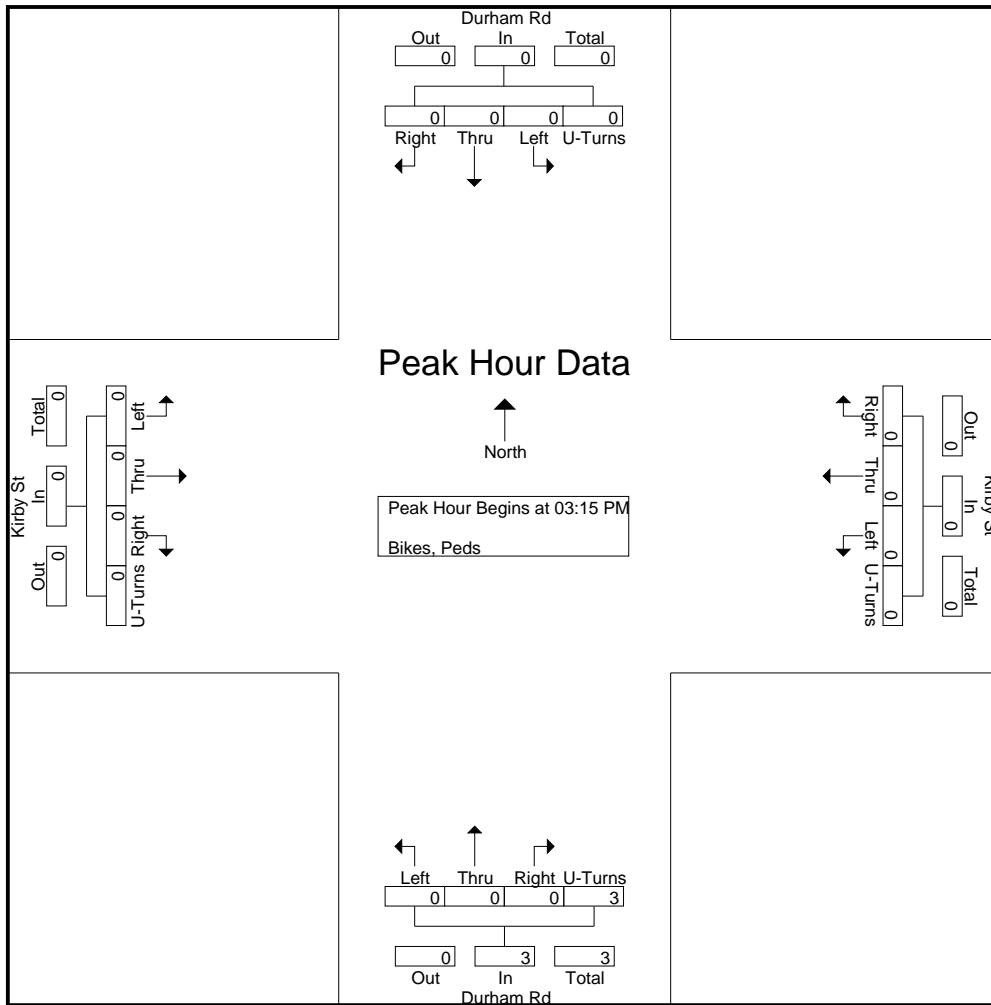 Durham Rd
Out In Total
0 0 0
0 0 0 0
Right Thru Left U-Turns
Peak Hour Data
North
Peak Hour Begins at 03:15 PM
Bikes, Peds
Kirby St
Total In Out
0 0 0
0 0 0 0
Left Thru Right U-Turns
Right Thru Left U-Turns
0 0 0 0
0 0 0
Out In Total
Kirby St
Left Thru Right U-Turns
0 0 0 3
0 3 3
Out In Total
Durham Rd